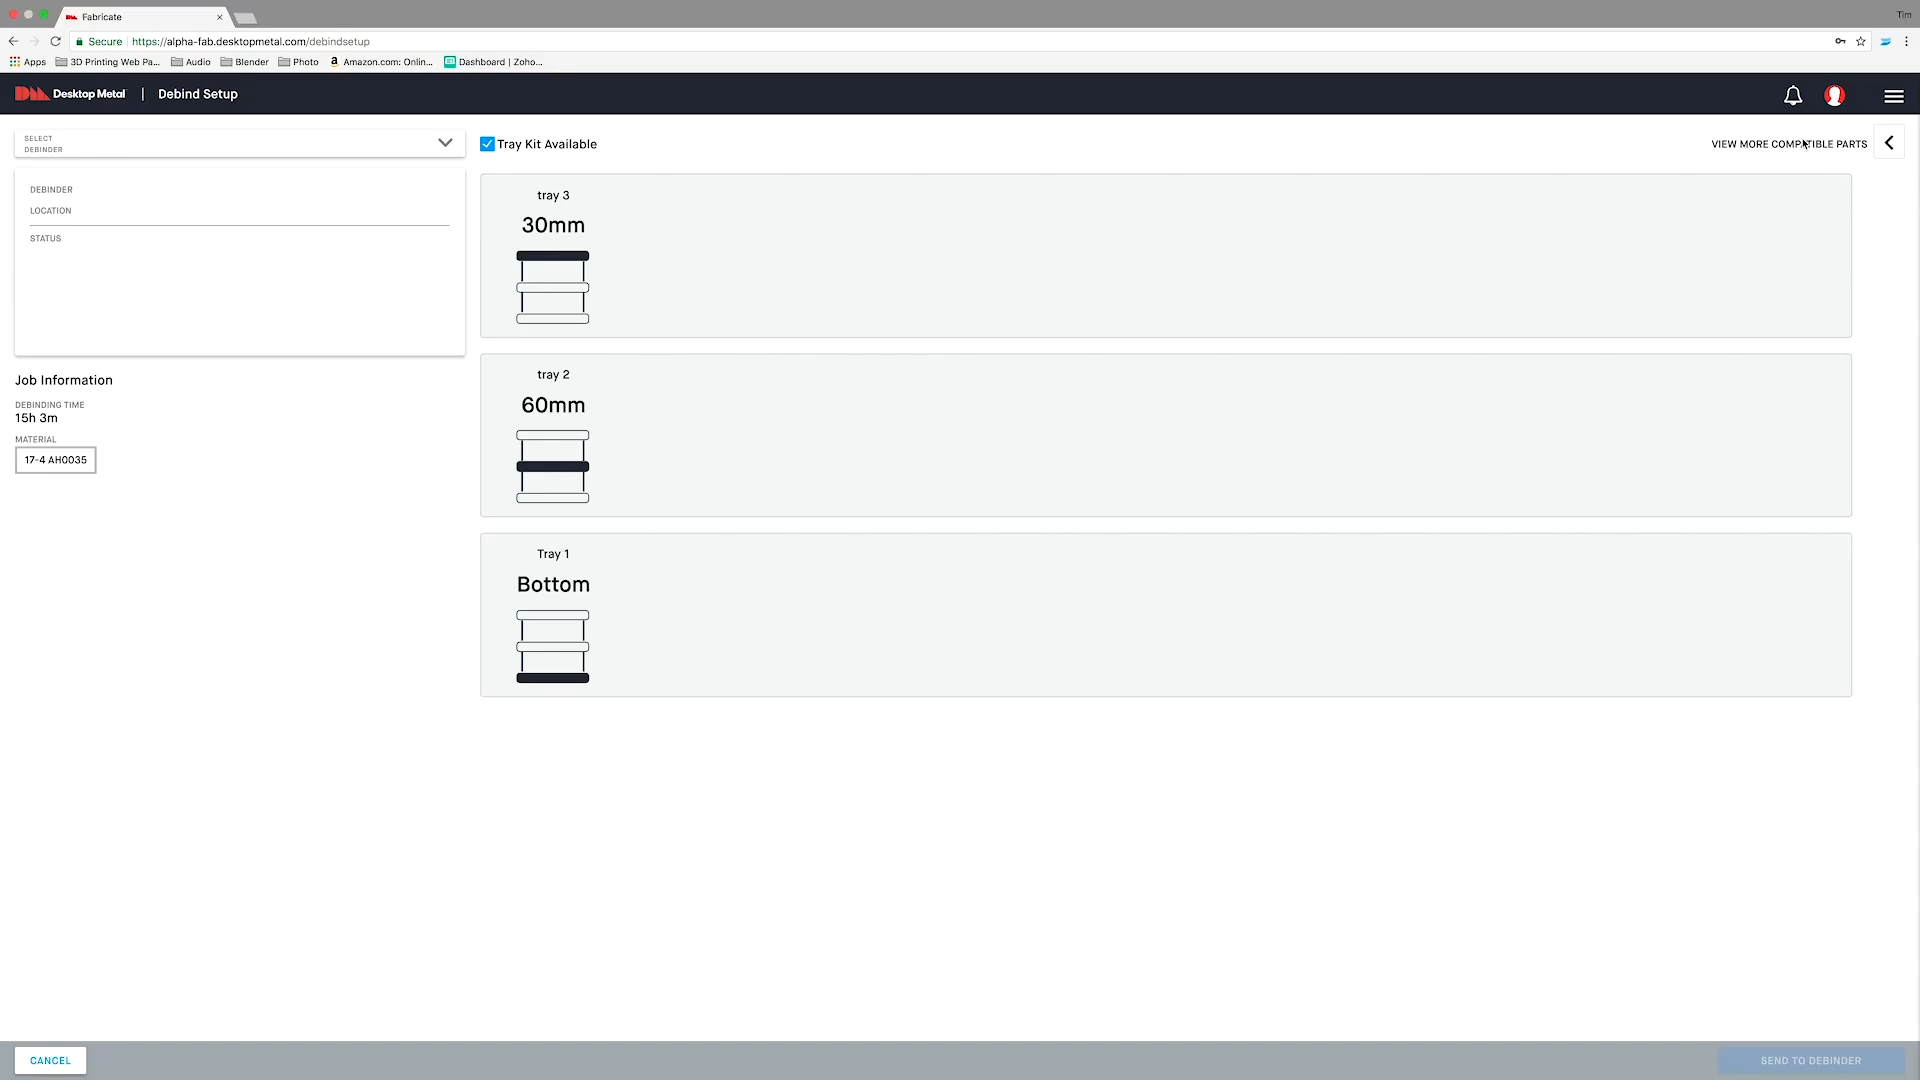 Fabricate
Tim
Secure https://alpha-fab.desktopmetal.com/debindsetup
Apps 3D Printing Web Pa... Audio Blender Photo Amazon.com: Onlin... Dashboard | Zoho...
Desktop Metal | Debind Setup
SELECT
DEBINDER
Tray Kit Available
VIEW MORE COMPATIBLE PARTS
DEBINDER
LOCATION
STATUS
Job Information
DEBINDING TIME
15h 3m
MATERIAL
17-4 AH0035
tray 3
30mm
tray 2
60mm
Tray 1
Bottom
CANCEL
SEND TO DEBINDER